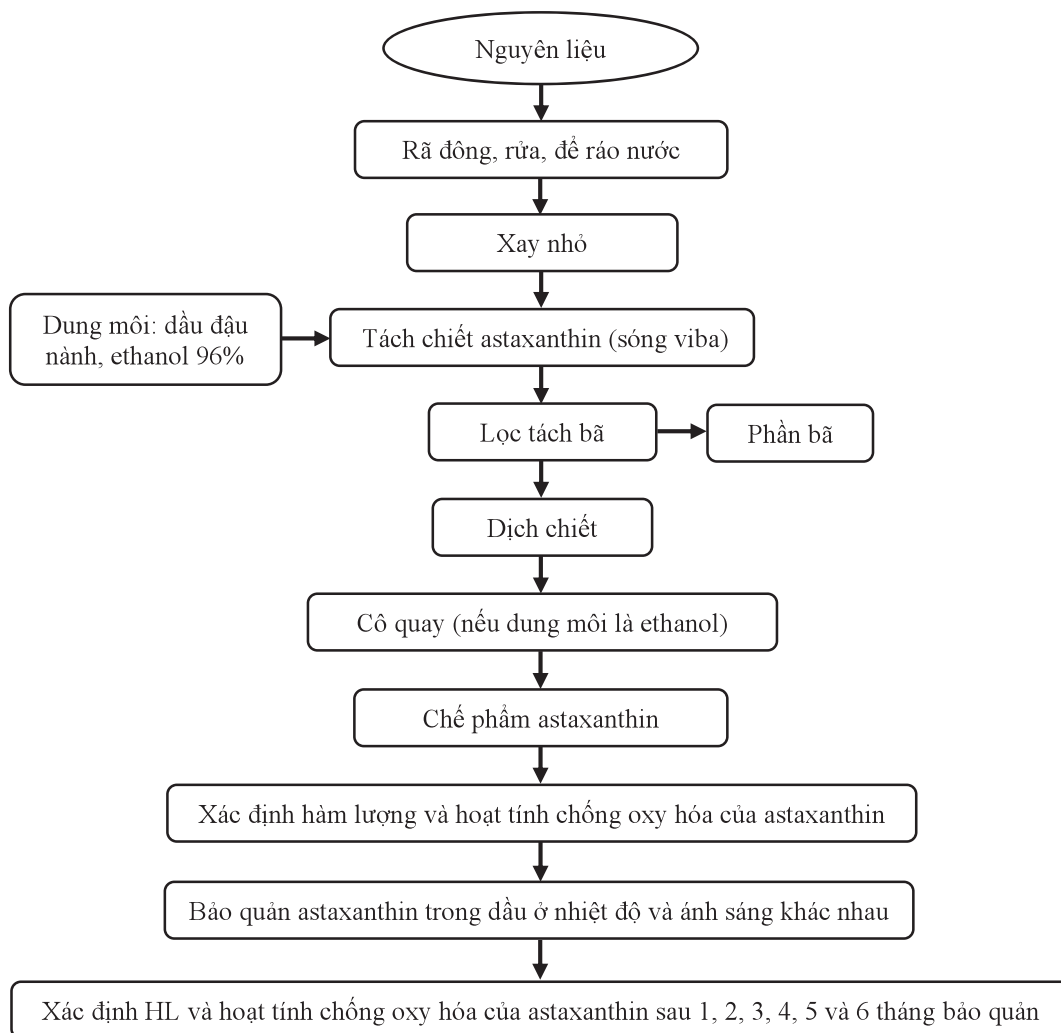 Nguyên liệu
Rã đông, rửa, để ráo nước
Xay nhỏ
Dung môi: dầu đậu
nành, ethanol 96%
Tách chiết astaxanthin (sóng viba)
Lọc tách bã
Phần bã
Dịch chiết
Cô quay (nếu dung môi là ethanol)
Chế phẩm astaxanthin
Xác định hàm lượng và hoạt tính chống oxy hóa của astaxanthin
Bảo quản astaxanthin trong dầu ở nhiệt độ và ánh sáng khác nhau
Xác định HL và hoạt tính chống oxy hóa của astaxanthin sau 1, 2, 3, 4, 5 và 6 tháng bảo quản